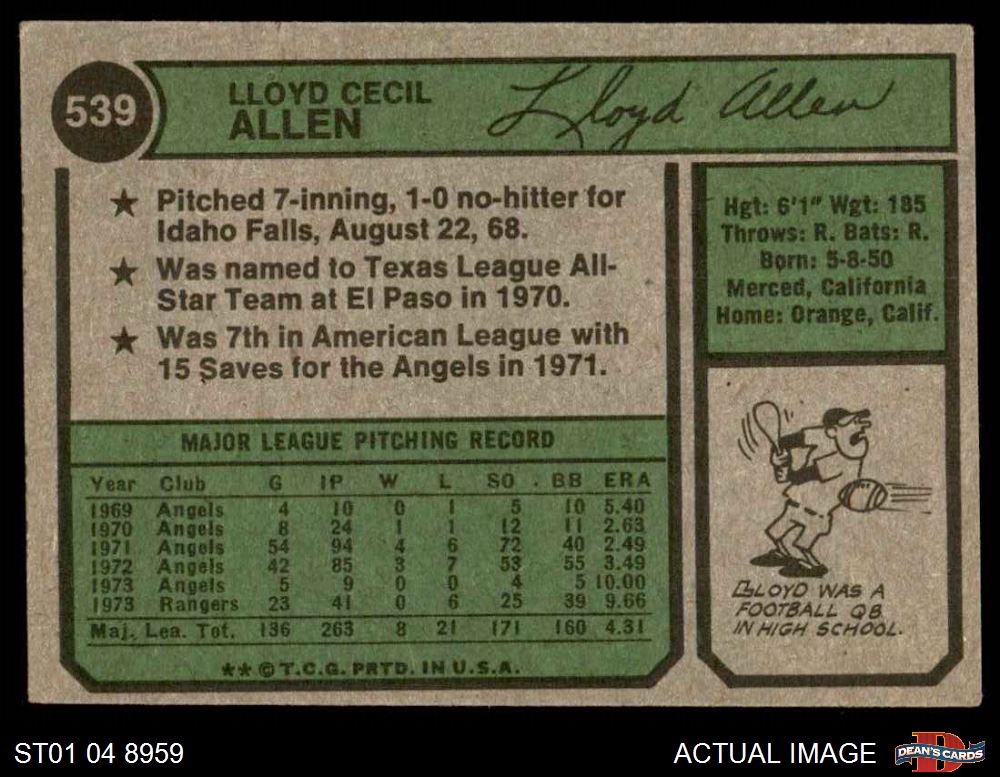 539
LLOYD CECIL
ALLEN
Lloyd Allen
★ Pitched 7-inning, 1-0 no-hitter for
Idaho Falls, August 22, 68.
★ Was named to Texas League All-
Star Team at El Paso in 1970.
★ Was 7th in American League with
15 Saves for the Angels in 1971.
Hgt: 6'1" Wgt: 185
Throws: R. Bats: R.
Born: 5-8-50
Merced, California
Home: Orange, Calif.
MAJOR LEAGUE PITCHING RECORD
Year Club G IP W L SO BB ERA
1969 Angels 4 10 0 1 5 10 5.40
1970 Angels 8 24 1 1 12 11 2.63
1971 Angels 54 94 4 6 72 40 2.49
1972 Angels 42 85 3 7 53 55 3.49
1973 Angels 5 9 0 0 4 5 10.00
1973 Rangers 23 41 0 6 25 39 9.66
Maj. Lea. Tot. 136 263 8 21 171 160 4.31
** © T.C.G. PRTD. IN U.S.A.
LLOYD WAS A
FOOTBALL QB
IN HIGH SCHOOL.
ST01 04 8959
ACTUAL IMAGE
D
DEAN'S CARDS